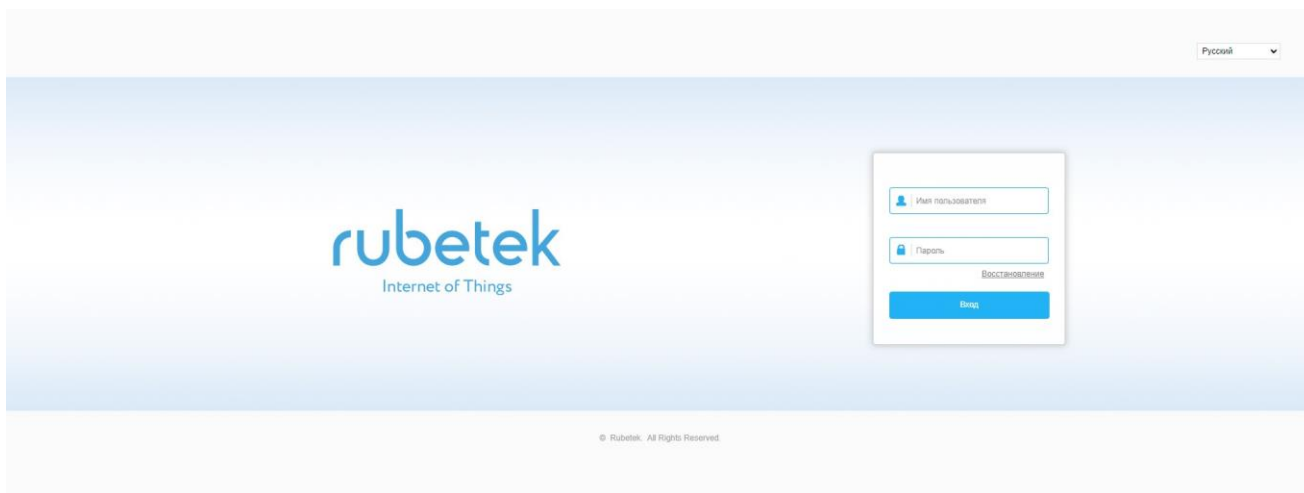 Русский
rubetek
Internet of Things
Имя пользователя
Пароль
Восстановление
Вход
© Rubetek. All Rights Reserved